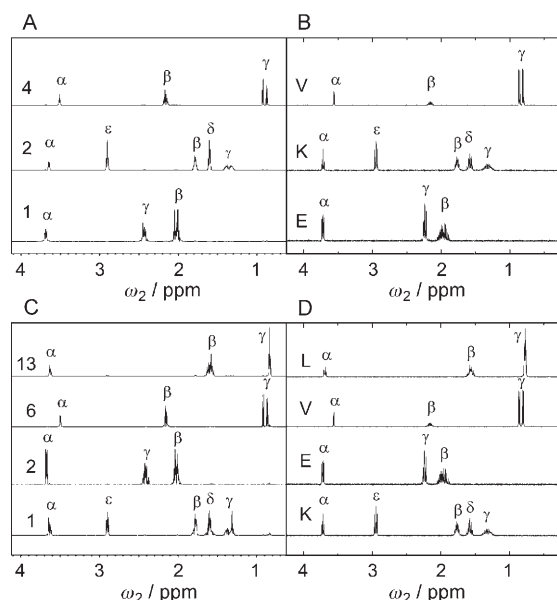 A
B
4 α β γ
V α β γ
2 α ε β δ γ
K α ε β δ γ
1 α γ β
E α γ β
4 3 2 1
4 3 2 1
ω2 / ppm
ω2 / ppm
C
D
13 α β γ
L α β γ
6 α β γ
V α β γ
2 α γ β
E α γ β
1 α ε β δ γ
K α ε β δ γ
4 3 2 1
4 3 2 1
ω2 / ppm
ω2 / ppm